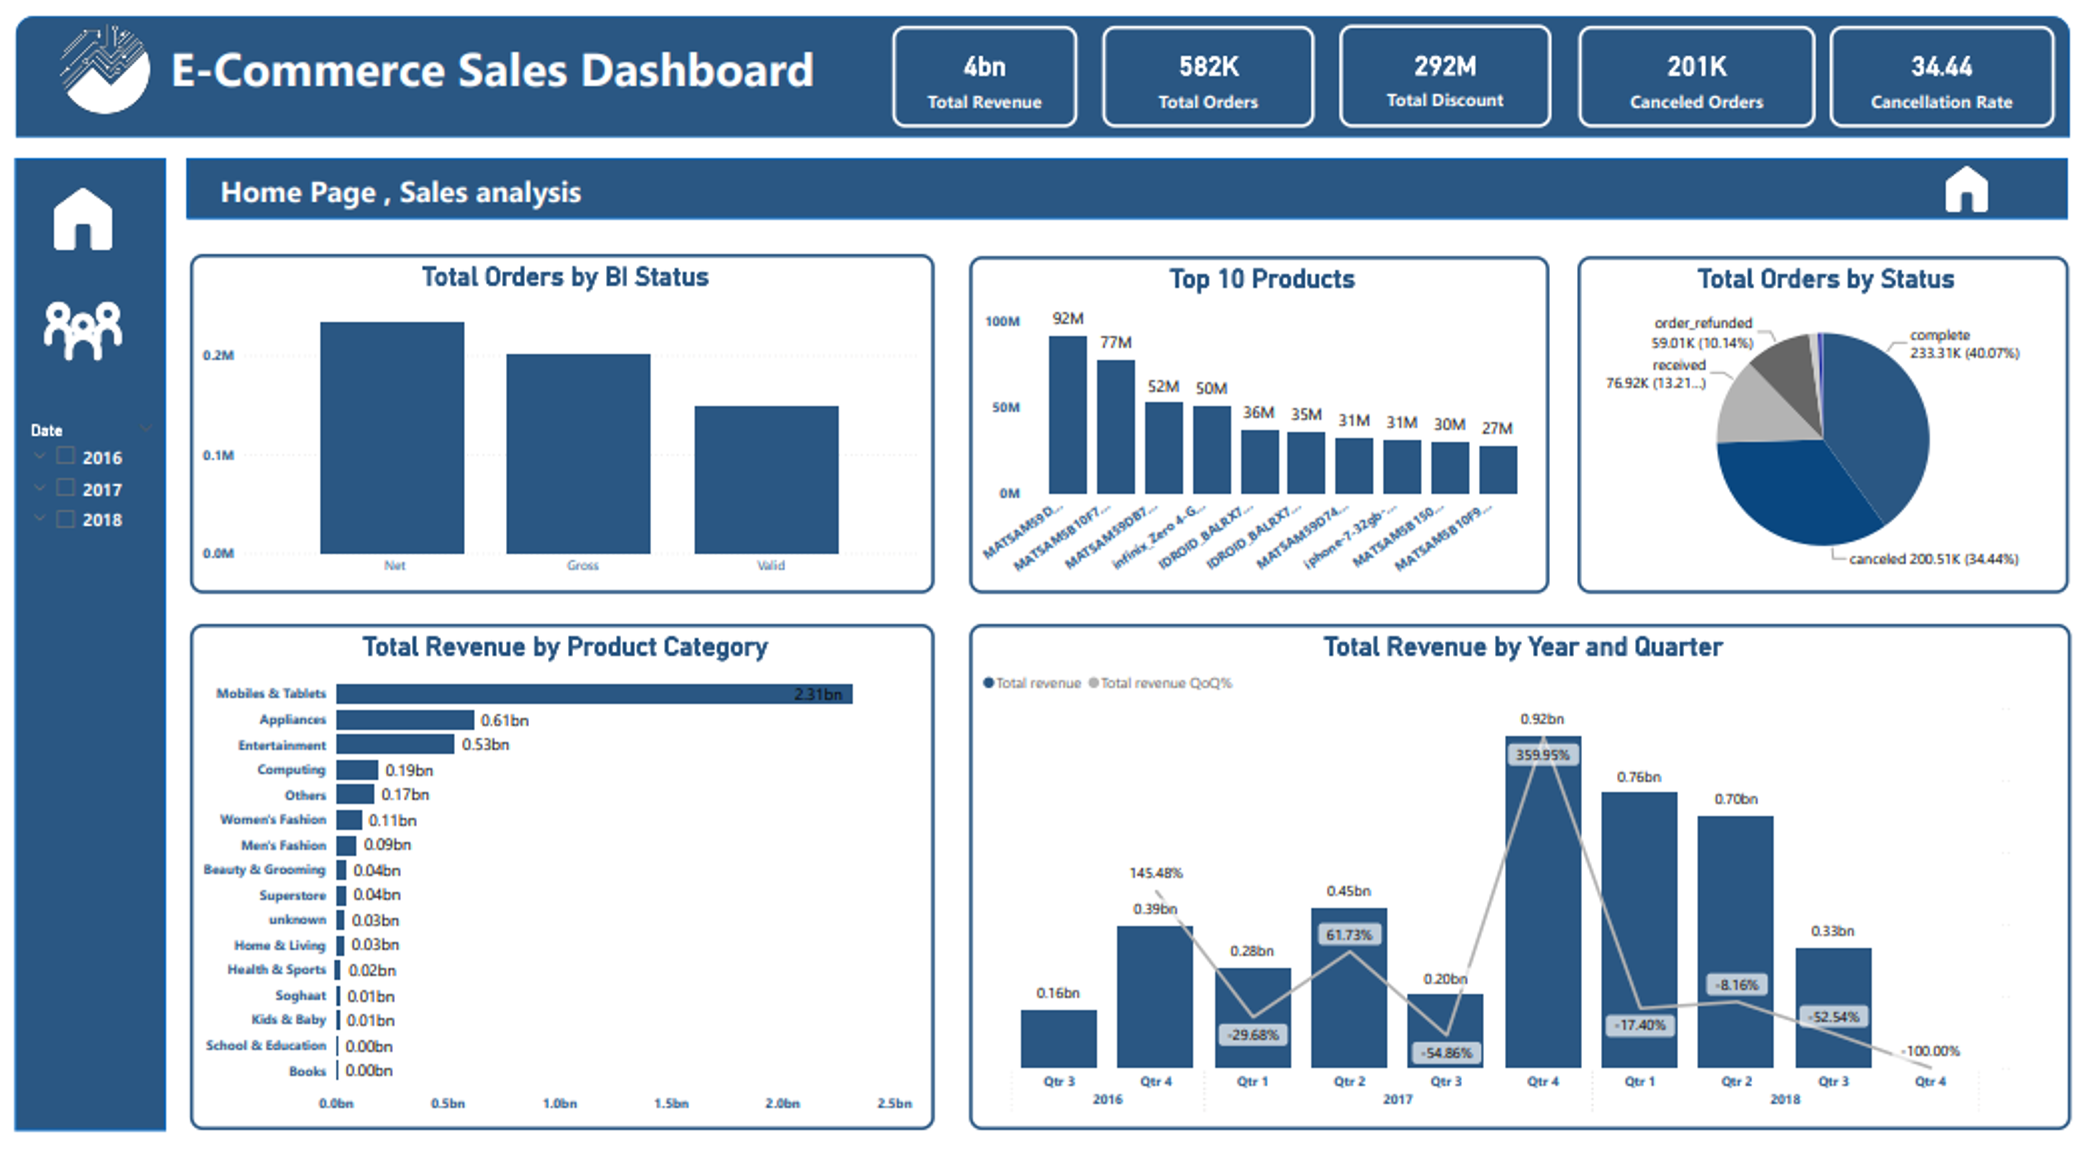 E-Commerce Sales Dashboard
4bn
Total Revenue
582K
Total Orders
292M
Total Discount
201K
Canceled Orders
34.44
Cancellation Rate
Home Page , Sales analysis
Date
2016
2017
2018
Total Orders by BI Status
0.2M
0.1M
0.0M
Net
Gross
Valid
Top 10 Products
100M
50M
0M
92M
77M
52M
50M
36M
35M
31M
31M
30M
27M
MATSAM59D...
MATSAM5B10F7...
MATSAM59DB7...
Infinix_Zero 4-G...
IDROID_BALRX7...
IDROID_BALRX7...
MATSAM59D74...
iphone-7-32gb-...
MATSAM5B150...
MATSAM5B10F9...
Total Orders by Status
order_refunded
59.01K (10.14%)
received
76.92K (13.21...)
complete
233.31K (40.07%)
canceled 200.51K (34.44%)
Total Revenue by Product Category
Mobiles & Tablets 2.31bn
Appliances 0.61bn
Entertainment 0.53bn
Computing 0.19bn
Others 0.17bn
Women's Fashion 0.11bn
Men's Fashion 0.09bn
Beauty & Grooming 0.04bn
Superstore 0.04bn
unknown 0.03bn
Home & Living 0.03bn
Health & Sports 0.02bn
Soghaat 0.01bn
Kids & Baby 0.01bn
School & Education 0.00bn
Books 0.00bn
0.0bn 0.5bn 1.0bn 1.5bn 2.0bn 2.5bn
Total Revenue by Year and Quarter
Total revenue Total revenue QoQ%
0.16bn
145.48%
0.39bn
0.28bn
-29.68%
0.45bn
61.73%
0.20bn
-54.86%
0.92bn
359.95%
0.76bn
-17.40%
0.70bn
-8.16%
0.33bn
-52.54%
-100.00%
Qtr 3 Qtr 4 Qtr 1 Qtr 2 Qtr 3 Qtr 4 Qtr 1 Qtr 2 Qtr 3 Qtr 4
2016 2017 2018